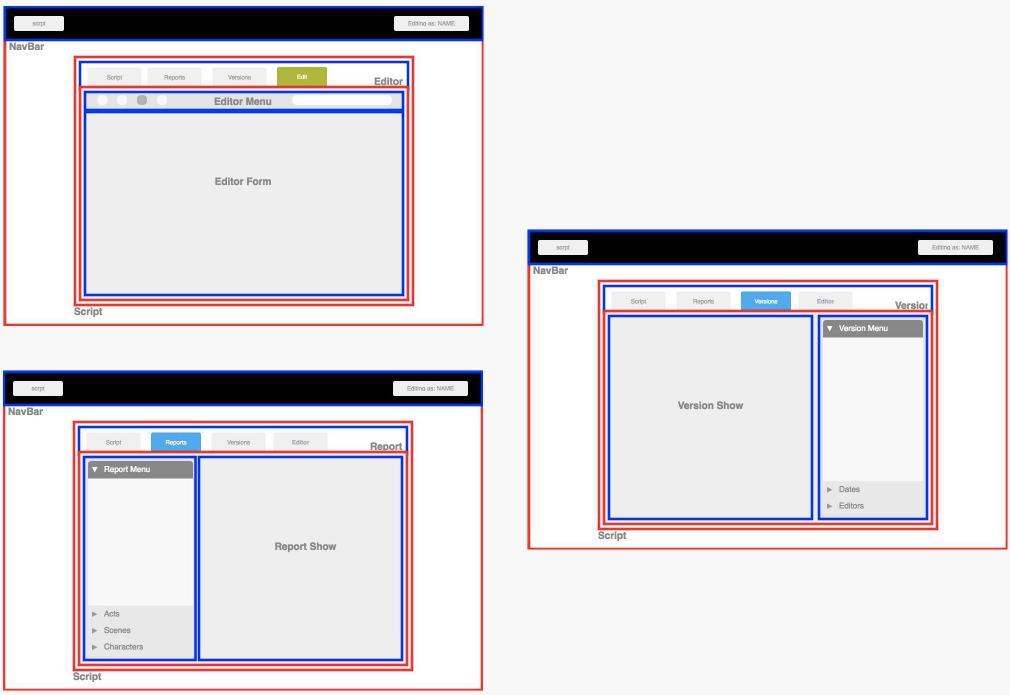 scrpt
Editing as: NAME
NavBar
Script
Reports
Versions
Edit
Editor
Editor Menu
Editor Form
Script
scrpt
Editing as: NAME
NavBar
Script
Reports
Versions
Editor
Report
Report Menu
Report Show
Acts
Scenes
Characters
Script
scrpt
Editing as: NAME
NavBar
Script
Reports
Versions
Editor
Version
Version Menu
Version Show
Dates
Editors
Script